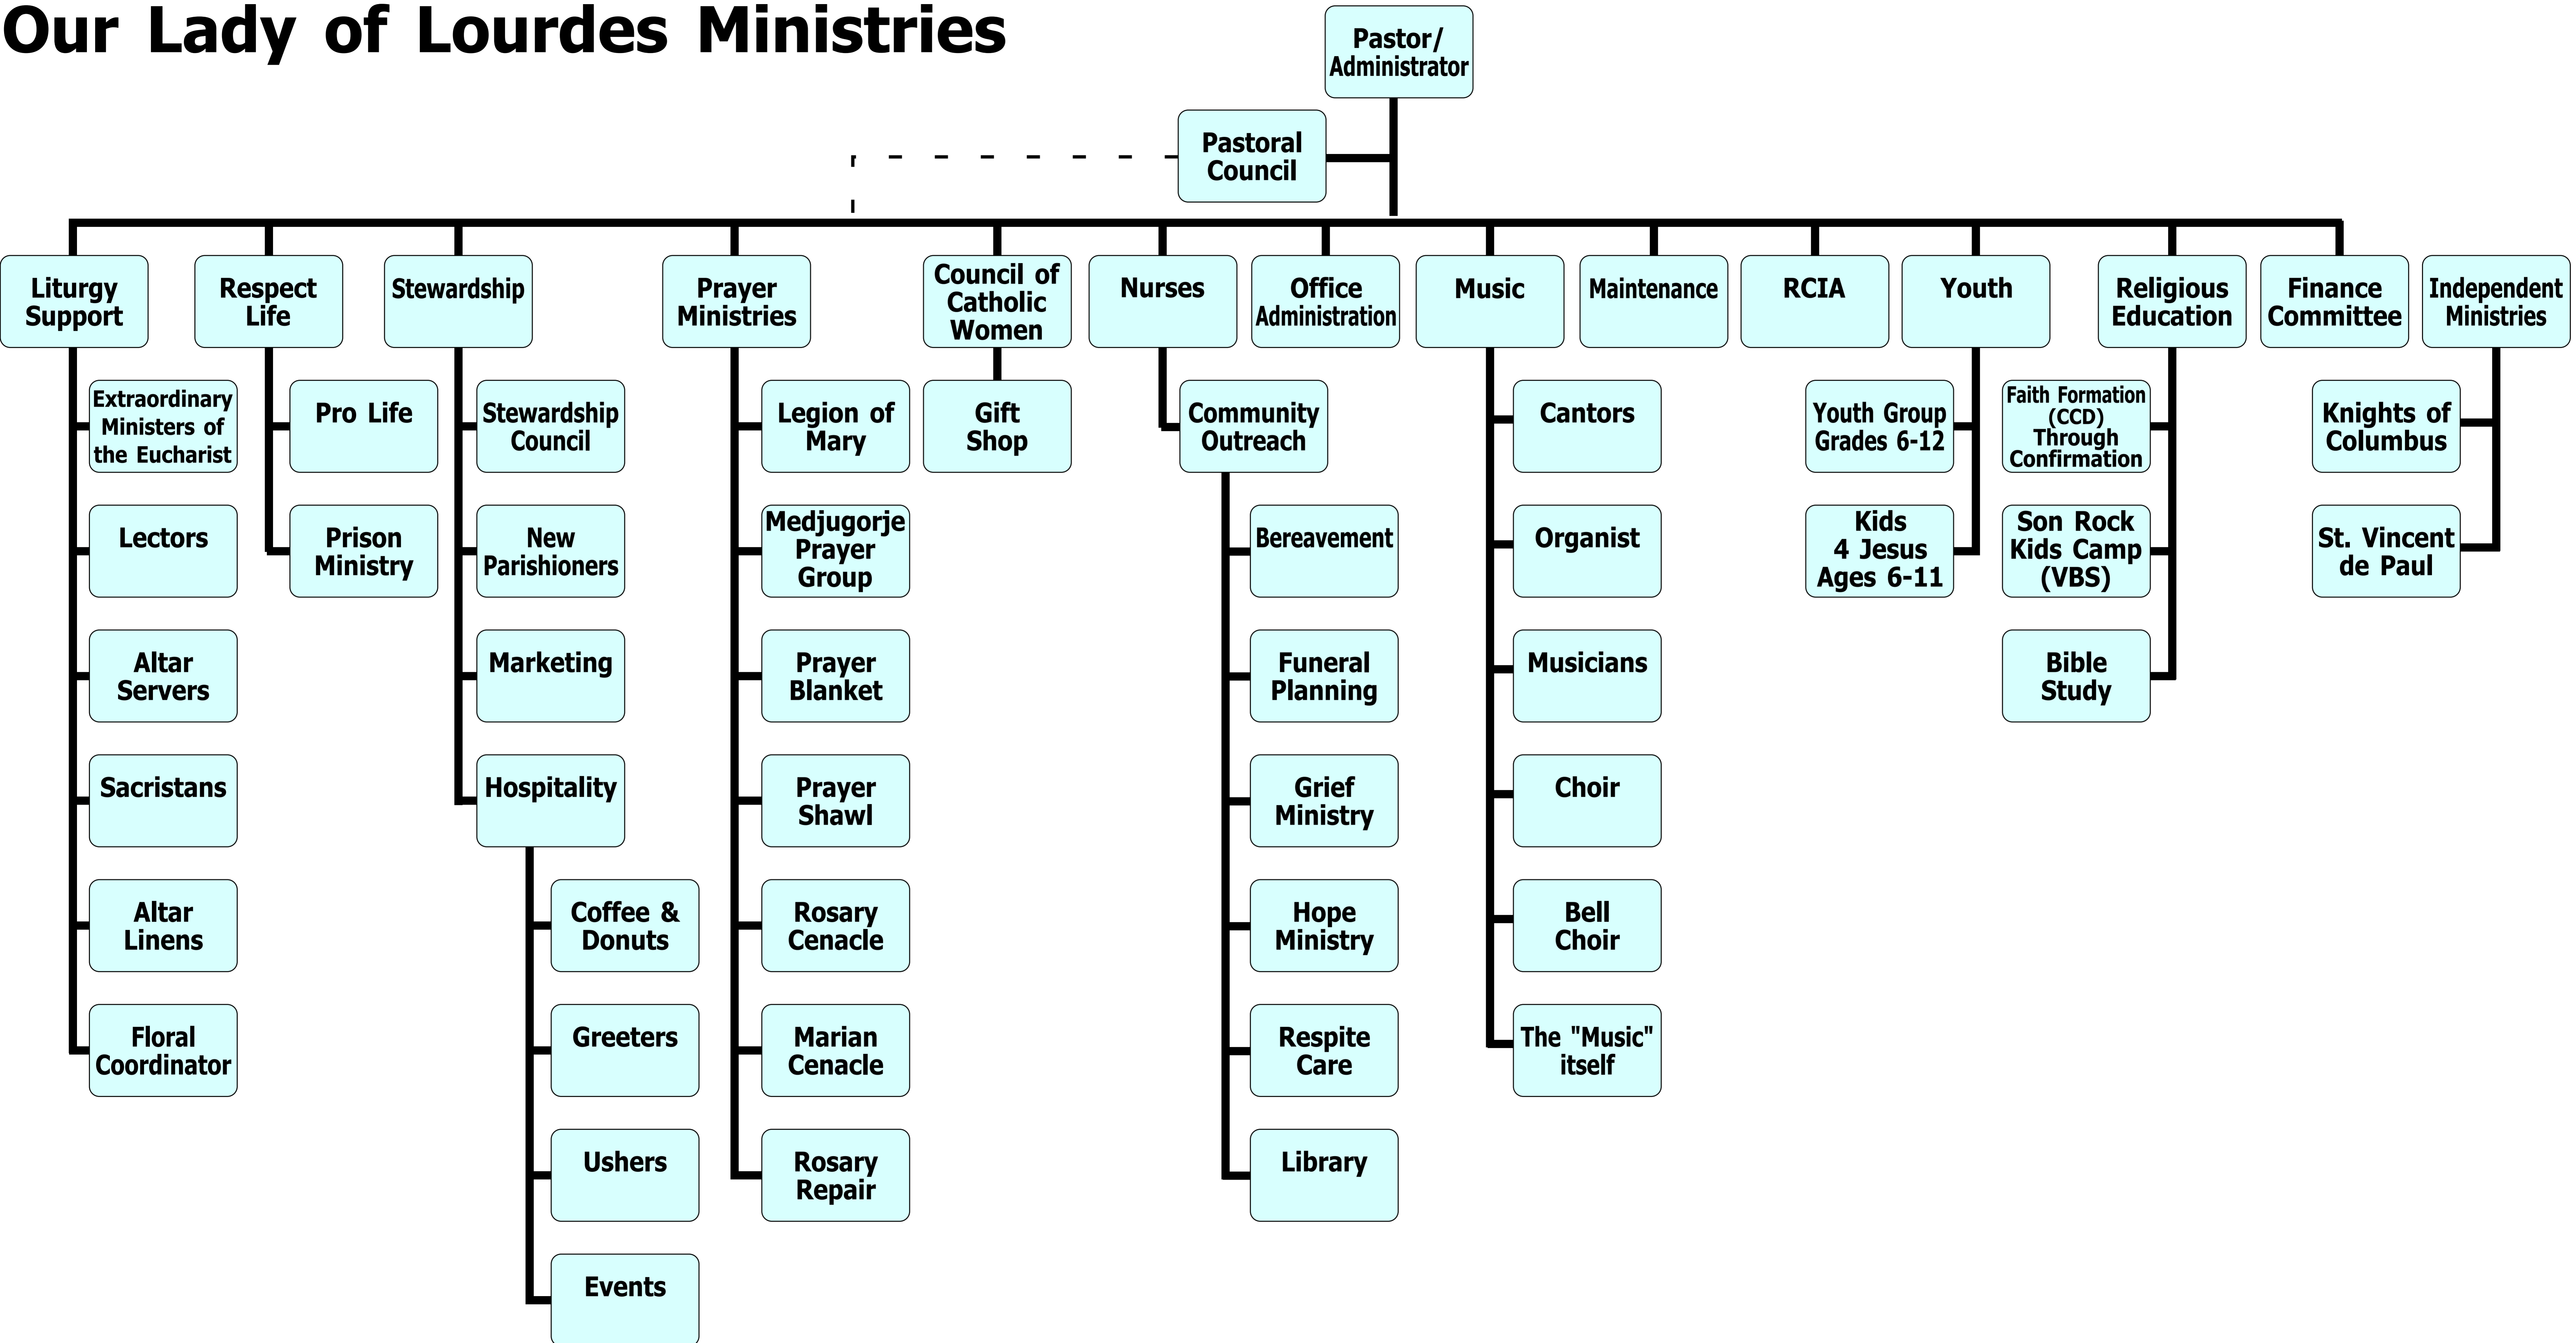 Our Lady of Lourdes Ministries
Pastor/
Administrator
Pastoral
Council
Liturgy
Support
Respect
Life
Stewardship
Prayer
Ministries
Council of
Catholic
Women
Nurses
Office
Administration
Music
Maintenance
RCIA
Youth
Religious
Education
Finance
Committee
Independent
Ministries
Extraordinary
Ministers of
the Eucharist
Lectors
Altar
Servers
Sacristans
Altar
Linens
Floral
Coordinator
Pro Life
Prison
Ministry
Stewardship
Council
New
Parishioners
Marketing
Hospitality
Coffee &
Donuts
Greeters
Ushers
Events
Legion of
Mary
Medjugorje
Prayer
Group
Prayer
Blanket
Prayer
Shawl
Rosary
Cenacle
Marian
Cenacle
Rosary
Repair
Gift
Shop
Community
Outreach
Bereavement
Funeral
Planning
Grief
Ministry
Hope
Ministry
Respite
Care
Library
Cantors
Organist
Musicians
Choir
Bell
Choir
The "Music"
itself
Youth Group
Grades 6-12
Kids
4 Jesus
Ages 6-11
Faith Formation
(CCD)
Through
Confirmation
Son Rock
Kids Camp
(VBS)
Bible
Study
Knights of
Columbus
St. Vincent
de Paul